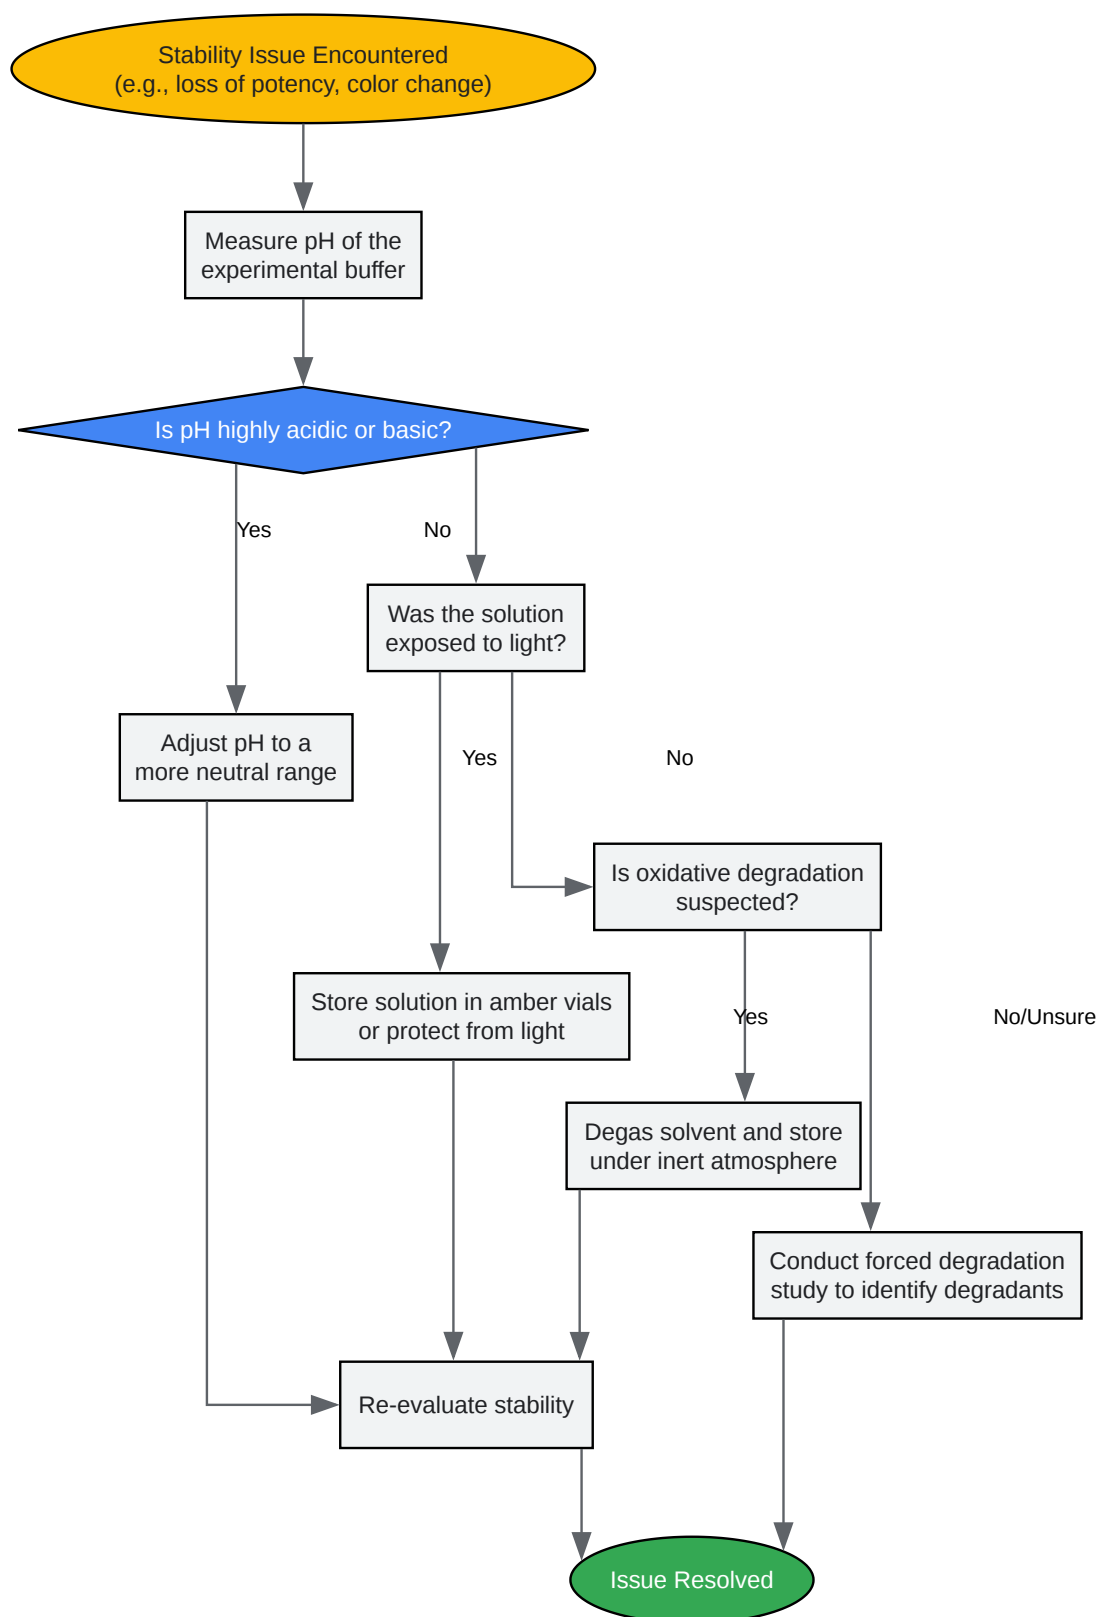 Stability Issue Encountered
(e.g., loss of potency, color change)
Measure pH of the
experimental buffer
Is pH highly acidic or basic?
Yes
No
Was the solution
exposed to light?
Adjust pH to a
more neutral range
Yes
No
Is oxidative degradation
suspected?
Store solution in amber vials
or protect from light
Yes
No/Unsure
Degas solvent and store
under inert atmosphere
Conduct forced degradation
study to identify degradants
Re-evaluate stability
Issue Resolved